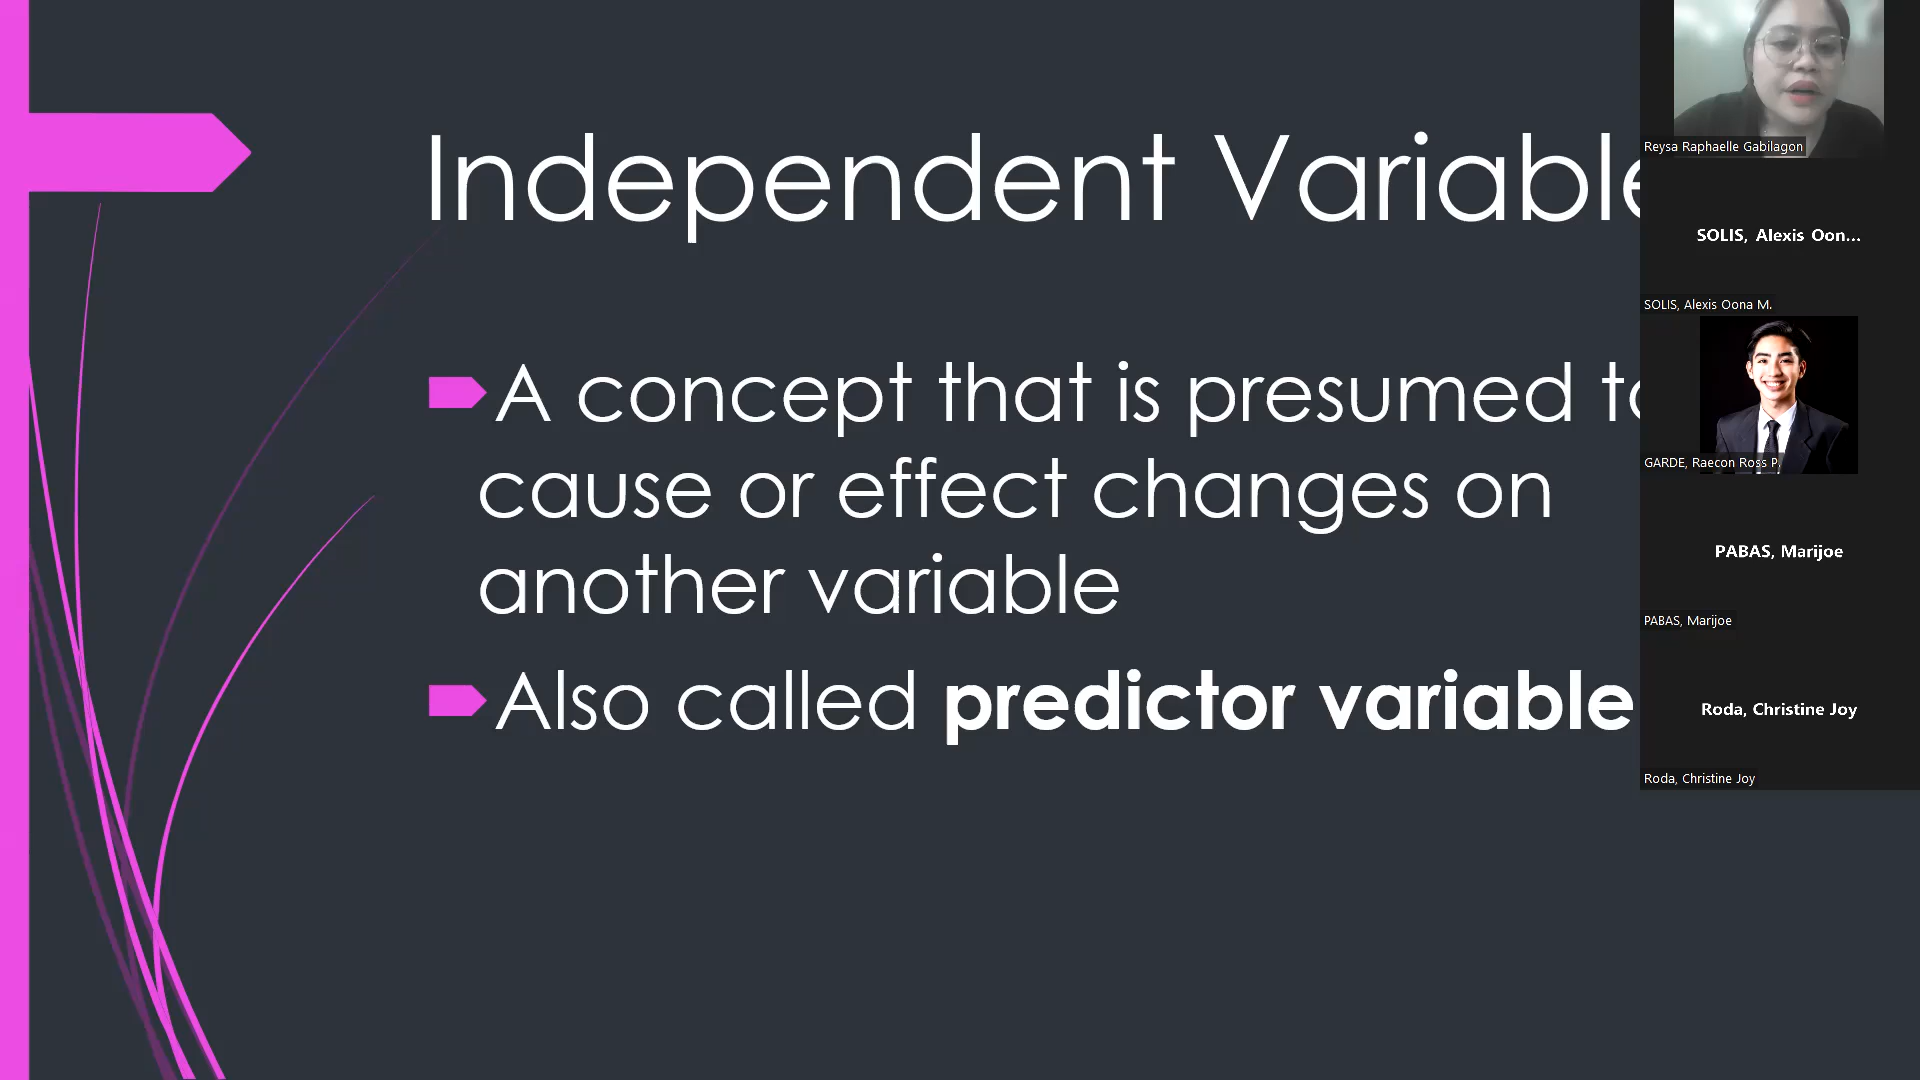 Independent Variable
A concept that is presumed to
cause or effect changes on
another variable
Also called predictor variable
Reysa Raphaelle Gabilagon
SOLIS, Alexis Oon...
SOLIS, Alexis Oona M.
GARDE, Raecon Ross P.
PABAS, Marijoe
PABAS, Marijoe
Roda, Christine Joy
Roda, Christine Joy